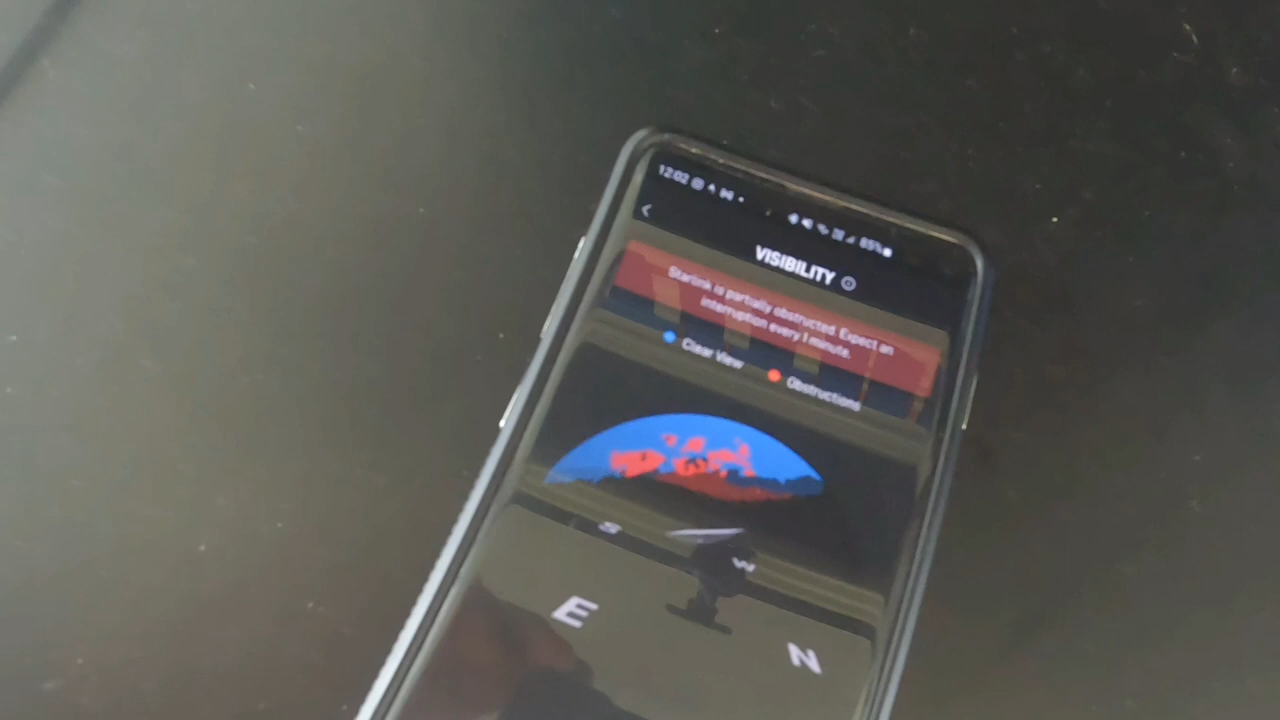 12:02
85%
VISIBILITY
Starlink is partially obstructed. Expect an
interruption every 1 minute.
Clear View
Obstructions
S
W
E
N